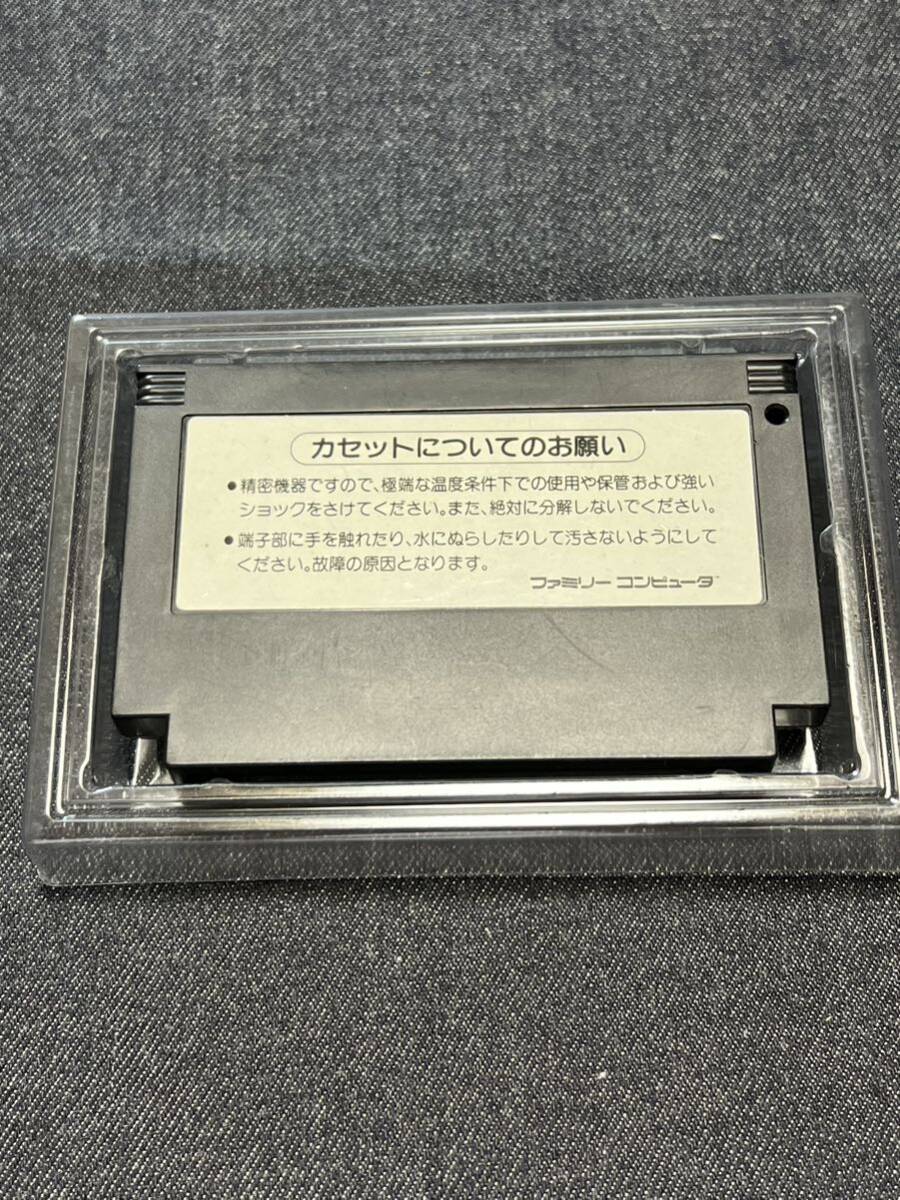 カセットについてのお願い
●精密機器ですので、極端な温度条件下での使用や保管および強い
ショックをさけてください。また、絶対に分解しないでください。
●端子部に手を触れたり、水にぬらしたりして汚さないようにして
ください。故障の原因となります。
ファミリー コンピュータ™